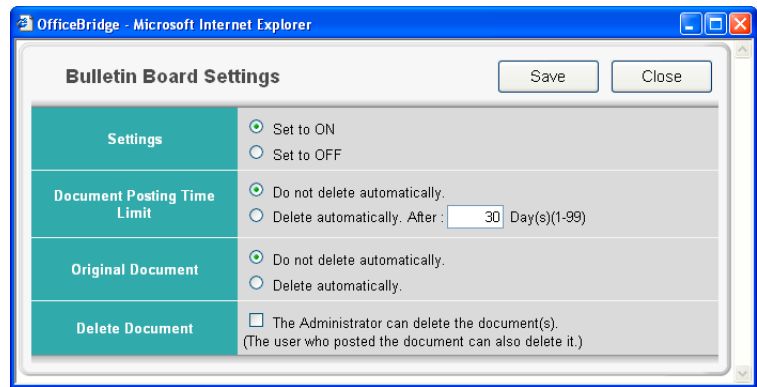 OfficeBridge - Microsoft Internet Explorer
Bulletin Board Settings
Save
Close
Settings
Set to ON
Set to OFF
Document Posting Time
Limit
Do not delete automatically.
Delete automatically. After : 30 Day(s)(1-99)
Original Document
Do not delete automatically.
Delete automatically.
Delete Document
The Administrator can delete the document(s).
(The user who posted the document can also delete it.)